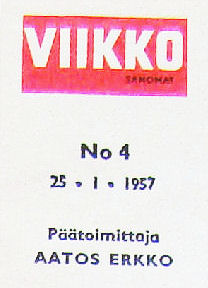 VIIKKO
SANOMAT
No 4
25 • 1 • 1957
Päätoimittaja
AATOS ERKKO